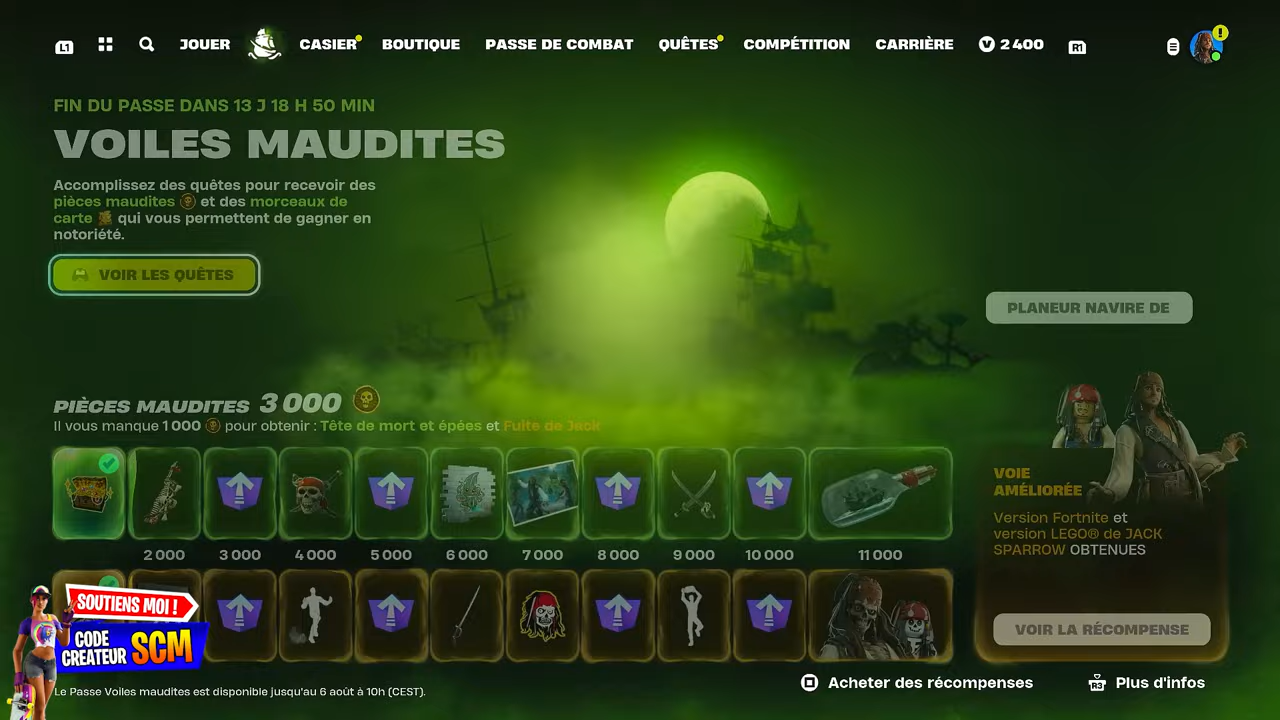 L1 JOUER CASIER BOUTIQUE PASSE DE COMBAT QUÊTES COMPÉTITION CARRIÈRE V 2 400 R1
FIN DU PASSE DANS 13 J 18 H 50 MIN
VOILES MAUDITES
Accomplissez des quêtes pour recevoir des
pièces maudites et des morceaux de
carte qui vous permettent de gagner en
notoriété.
VOIR LES QUÊTES
PLANEUR NAVIRE DE
PIÈCES MAUDITES 3 000
Il vous manque 1 000 pour obtenir : Tête de mort et épées et Fuite de Jack
2 000 3 000 4 000 5 000 6 000 7 000 8 000 9 000 10 000 11 000
VOIE
AMÉLIORÉE
Version Fortnite et
version LEGO® de JACK
SPARROW OBTENUES
VOIR LA RÉCOMPENSE
SOUTIENS MOI !
CODE
CREATEUR SCM
Le Passe Voiles maudites est disponible jusqu'au 6 août à 10h (CEST).
Acheter des récompenses R3 Plus d'infos